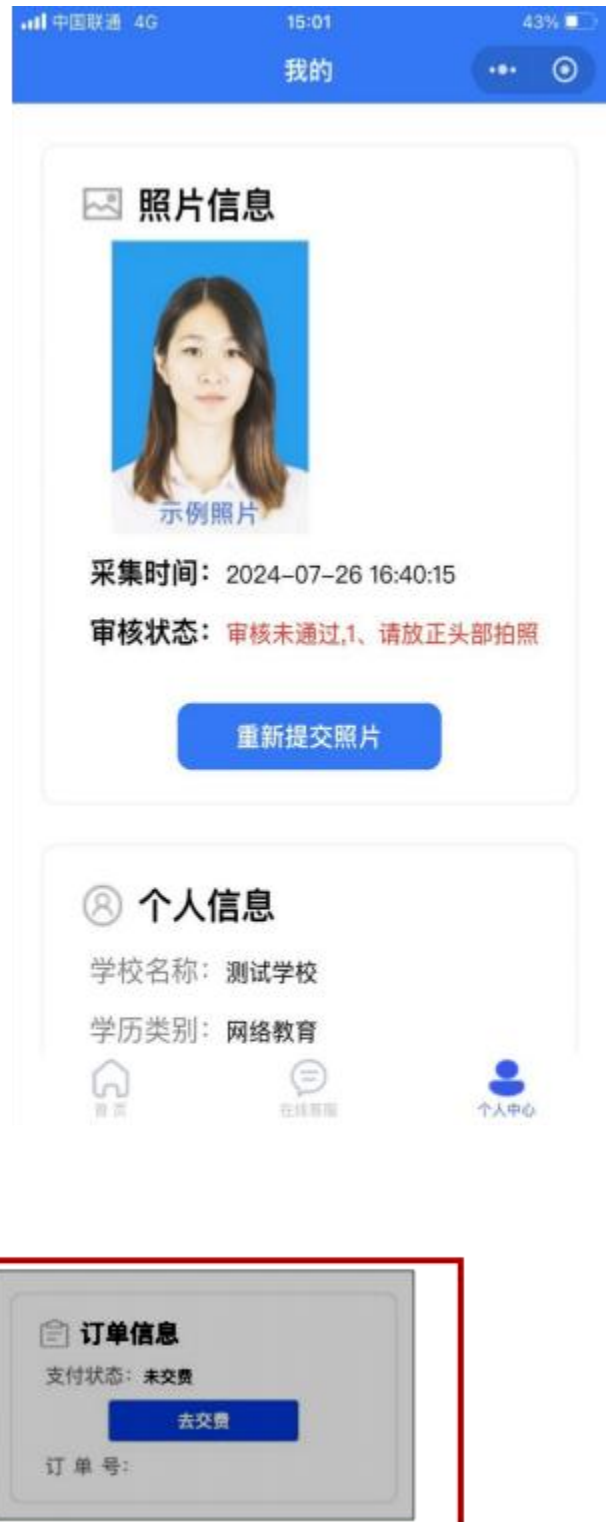 中国联通 4G 15:01 43%
我的
照片信息
示例照片
采集时间：2024-07-26 16:40:15
审核状态：审核未通过,1、请放正头部拍照
重新提交照片
个人信息
学校名称：测试学校
学历类别：网络教育
首页 在线客服 个人中心
订单信息
支付状态：未交费
去交费
订 单 号：